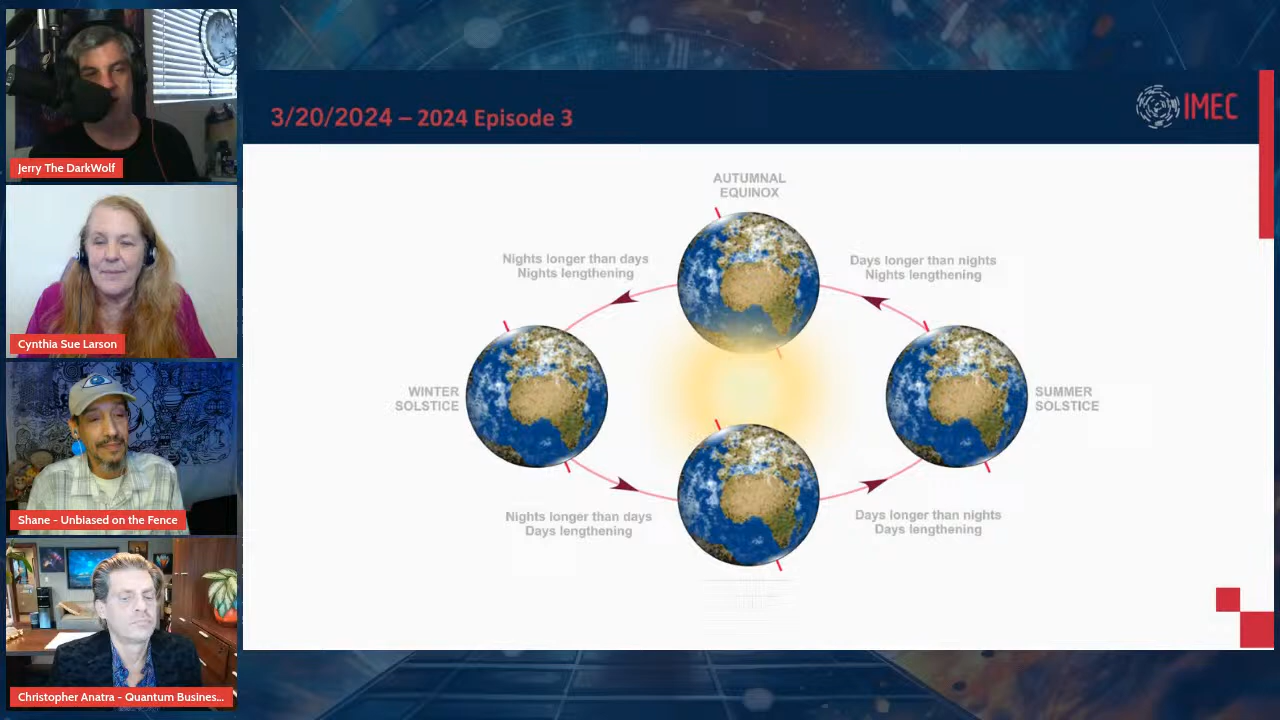 Jerry The DarkWolf
Cynthia Sue Larson
Shane - Unbiased on the Fence
Christopher Anatra - Quantum Busines...
3/20/2024 – 2024 Episode 3
IMEC
AUTUMNAL
EQUINOX
Nights longer than days
Nights lengthening
Days longer than nights
Nights lengthening
WINTER
SOLSTICE
SUMMER
SOLSTICE
Nights longer than days
Days lengthening
Days longer than nights
Days lengthening